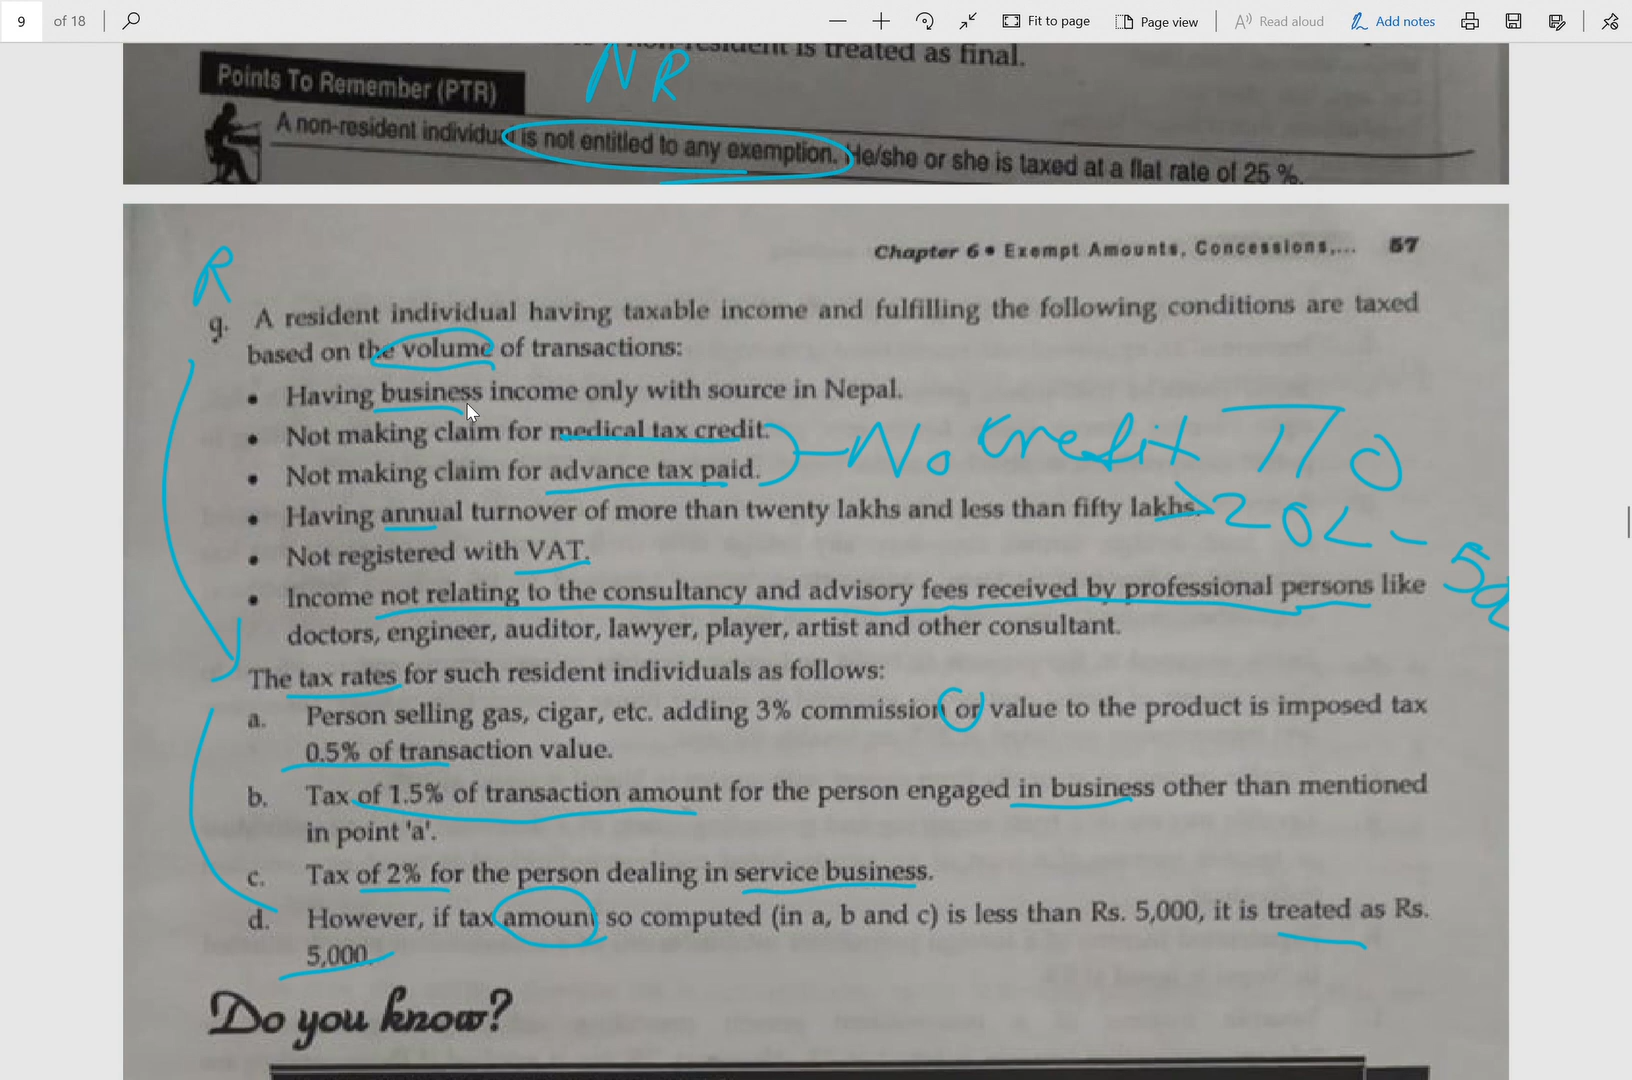 9 of 18 Fit to page Page view Read aloud Add notes
resident is treated as final.
NR
Points To Remember (PTR)
A non-resident individual is not entitled to any exemption. He/she or she is taxed at a flat rate of 25 %.
Chapter 6 • Exempt Amounts, Concessions,... 57
R
g. A resident individual having taxable income and fulfilling the following conditions are taxed
based on the volume of transactions:
• Having business income only with source in Nepal.
• Not making claim for medical tax credit.
• Not making claim for advance tax paid.
No credit
T/O
• Having annual turnover of more than twenty lakhs and less than fifty lakhs.
20L - 50
• Not registered with VAT.
• Income not relating to the consultancy and advisory fees received by professional persons like
doctors, engineer, auditor, lawyer, player, artist and other consultant.
The tax rates for such resident individuals as follows:
a. Person selling gas, cigar, etc. adding 3% commission or value to the product is imposed tax
0.5% of transaction value.
b. Tax of 1.5% of transaction amount for the person engaged in business other than mentioned
in point 'a'.
c. Tax of 2% for the person dealing in service business.
d. However, if tax amount so computed (in a, b and c) is less than Rs. 5,000, it is treated as Rs.
5,000.
Do you know?